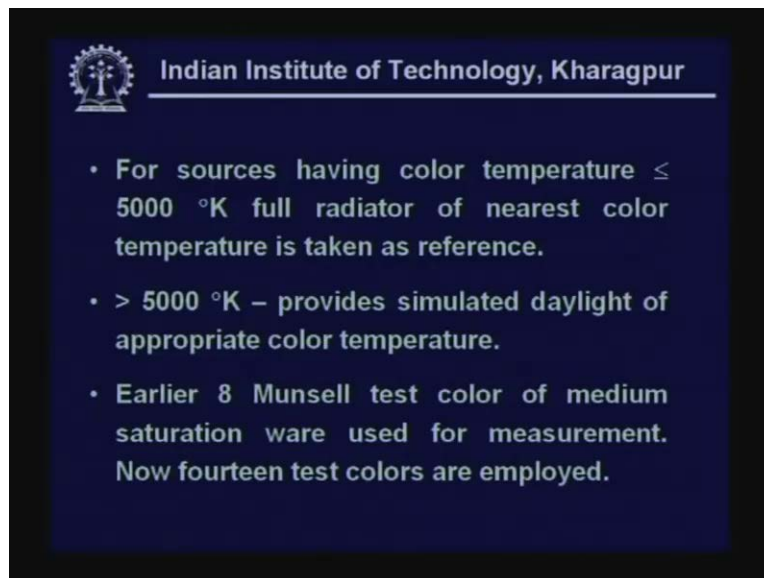 Indian Institute of Technology, Kharagpur
• For sources having color temperature ≤
5000 °K full radiator of nearest color
temperature is taken as reference.
• > 5000 °K – provides simulated daylight of
appropriate color temperature.
• Earlier 8 Munsell test color of medium
saturation ware used for measurement.
Now fourteen test colors are employed.